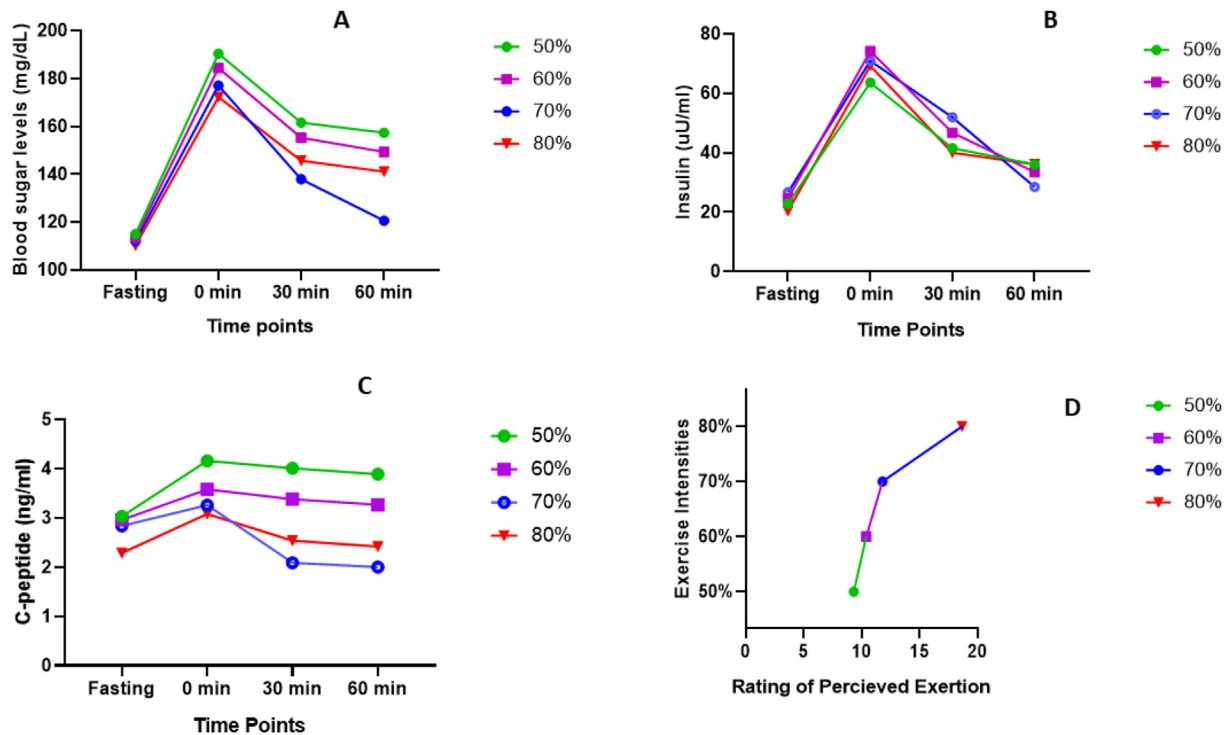 A
Blood sugar levels (mg/dL)
200
180
160
140
120
100
Fasting
0 min
30 min
60 min
Time points
50%
60%
70%
80%
B
Insulin (uU/ml)
80
60
40
20
0
Fasting
0 min
30 min
60 min
Time Points
50%
60%
70%
80%
C
C-peptide (ng/ml)
5
4
3
2
1
0
Fasting
0 min
30 min
60 min
Time Points
50%
60%
70%
80%
D
Exercise Intensities
80%
70%
60%
50%
0
5
10
15
20
Rating of Percieved Exertion
50%
60%
70%
80%